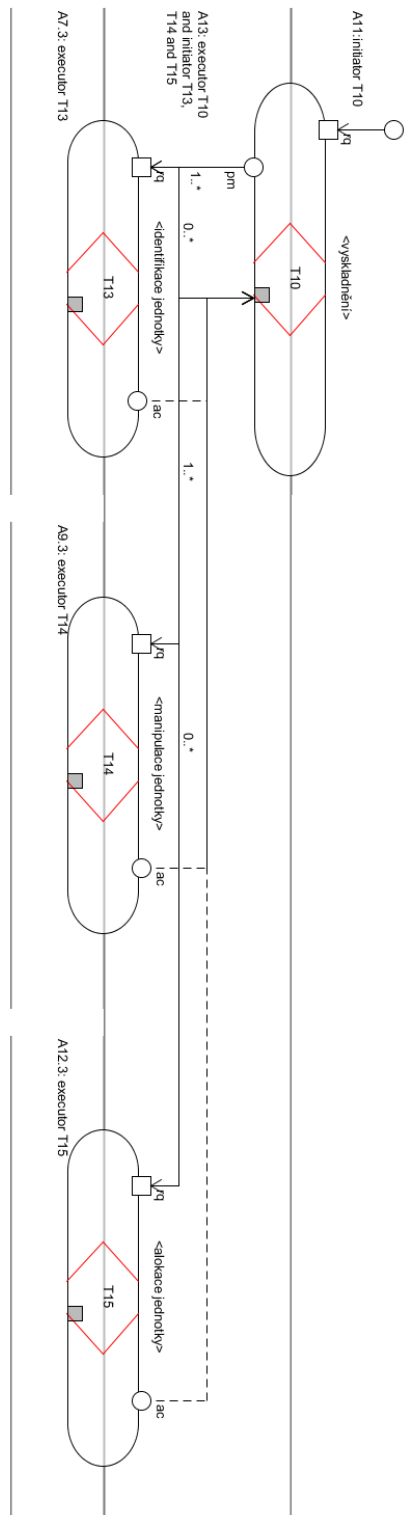 A11:initiator T10
rq
<vyskladnění>
T10
A13: executor T10
and initiator T13,
T14 and T15
pm
1..*
0..*
1..*
0..*
A7.3: executor T13
rq
<identifikace jednotky>
T13
ac
A9.3: executor T14
rq
<manipulace jednotky>
T14
ac
A12.3: executor T15
rq
<alokace jednotky>
T15
ac